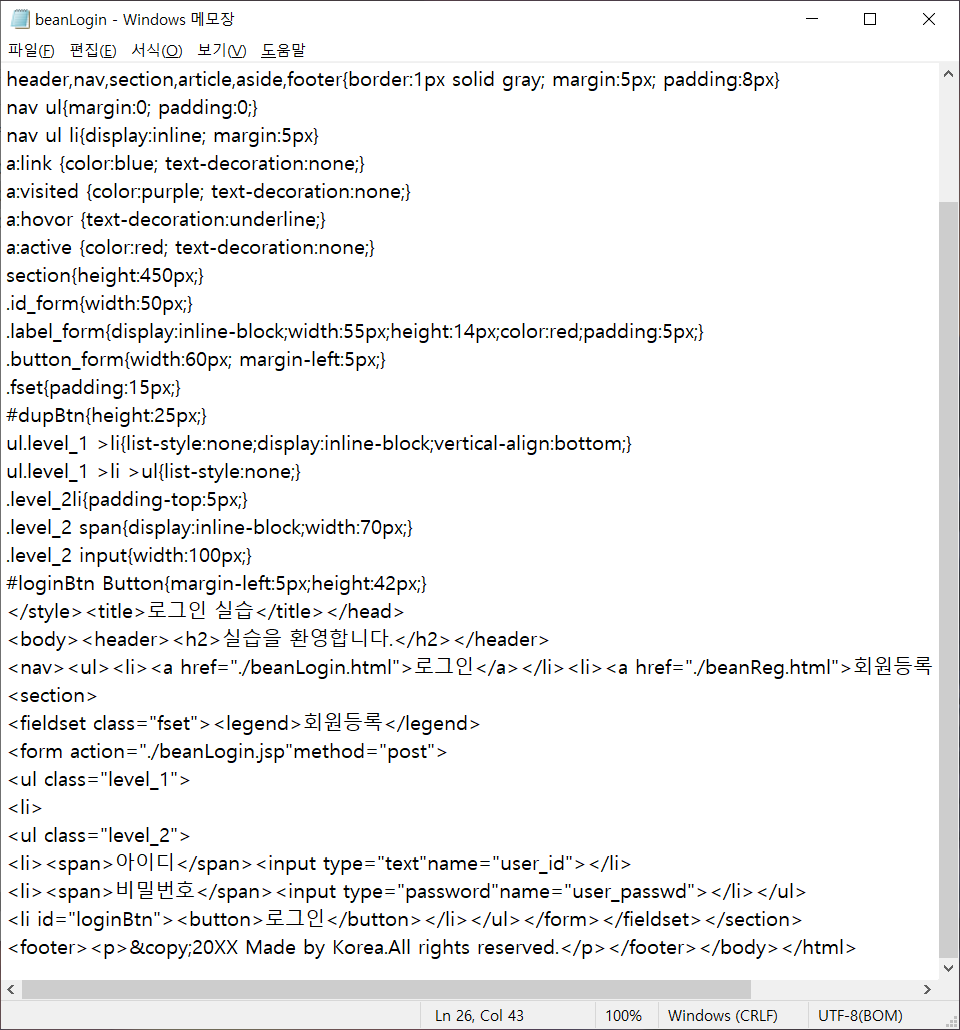 beanLogin - Windows 메모장
파일(F) 편집(E) 서식(O) 보기(V) 도움말
header,nav,section,article,aside,footer{border:1px solid gray; margin:5px; padding:8px}
nav ul{margin:0; padding:0;}
nav ul li{display:inline; margin:5px}
a:link {color:blue; text-decoration:none;}
a:visited {color:purple; text-decoration:none;}
a:hovor {text-decoration:underline;}
a:active {color:red; text-decoration:none;}
section{height:450px;}
.id_form{width:50px;}
.label_form{display:inline-block;width:55px;height:14px;color:red;padding:5px;}
.button_form{width:60px; margin-left:5px;}
.fset{padding:15px;}
#dupBtn{height:25px;}
ul.level_1 >li{list-style:none;display:inline-block;vertical-align:bottom;}
ul.level_1 >li >ul{list-style:none;}
.level_2li{padding-top:5px;}
.level_2 span{display:inline-block;width:70px;}
.level_2 input{width:100px;}
#loginBtn Button{margin-left:5px;height:42px;}
</style><title>로그인 실습</title></head>
<body><header><h2>실습을 환영합니다.</h2></header>
<nav><ul><li><a href="./beanLogin.html">로그인</a></li><li><a href="./beanReg.html">회원등록
<section>
<fieldset class="fset"><legend>회원등록</legend>
<form action="./beanLogin.jsp"method="post">
<ul class="level_1">
<li>
<ul class="level_2">
<li><span>아이디</span><input type="text"name="user_id"></li>
<li><span>비밀번호</span><input type="password"name="user_passwd"></li></ul>
<li id="loginBtn"><button>로그인</button></li></ul></form></fieldset></section>
<footer><p>&copy;20XX Made by Korea.All rights reserved.</p></footer></body></html>
Ln 26, Col 43 100% Windows (CRLF) UTF-8(BOM)